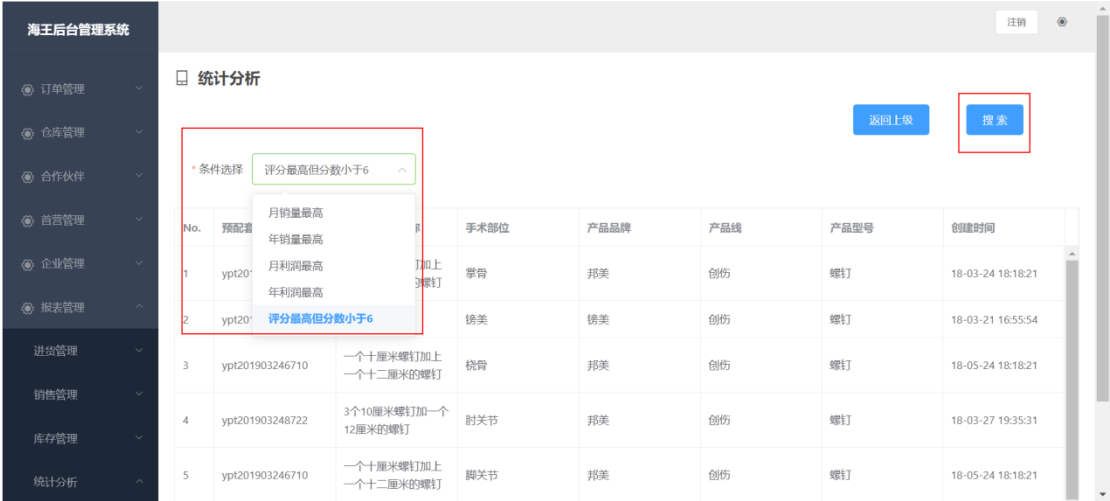 海王后台管理系统
注销
订单管理
仓库管理
合作伙伴
首营管理
企业管理
报表管理
进货管理
销售管理
库存管理
统计分析
统计分析
返回上级
搜 索
* 条件选择
评分最高但分数小于6
月销量最高
年销量最高
月利润最高
年利润最高
评分最高但分数小于6
No. 预配套 手术部位 产品品牌 产品线 产品型号 创建时间
1 ypt20 钉加上 掌骨 邦美 创伤 螺钉 18-03-24 18:18:21
螺钉
2 ypt20 镑美 镑美 创伤 螺钉 18-03-21 16:55:54
3 ypt201903246710 一个十厘米螺钉加上 桡骨 邦美 创伤 螺钉 18-05-24 18:18:21
一个十二厘米的螺钉
4 ypt201903248722 3个10厘米螺钉加一个 肘关节 邦美 创伤 螺钉 18-03-27 19:35:31
12厘米的螺钉
5 ypt201903246710 一个十厘米螺钉加上 脚关节 邦美 创伤 螺钉 18-05-24 18:18:21
一个十二厘米的螺钉